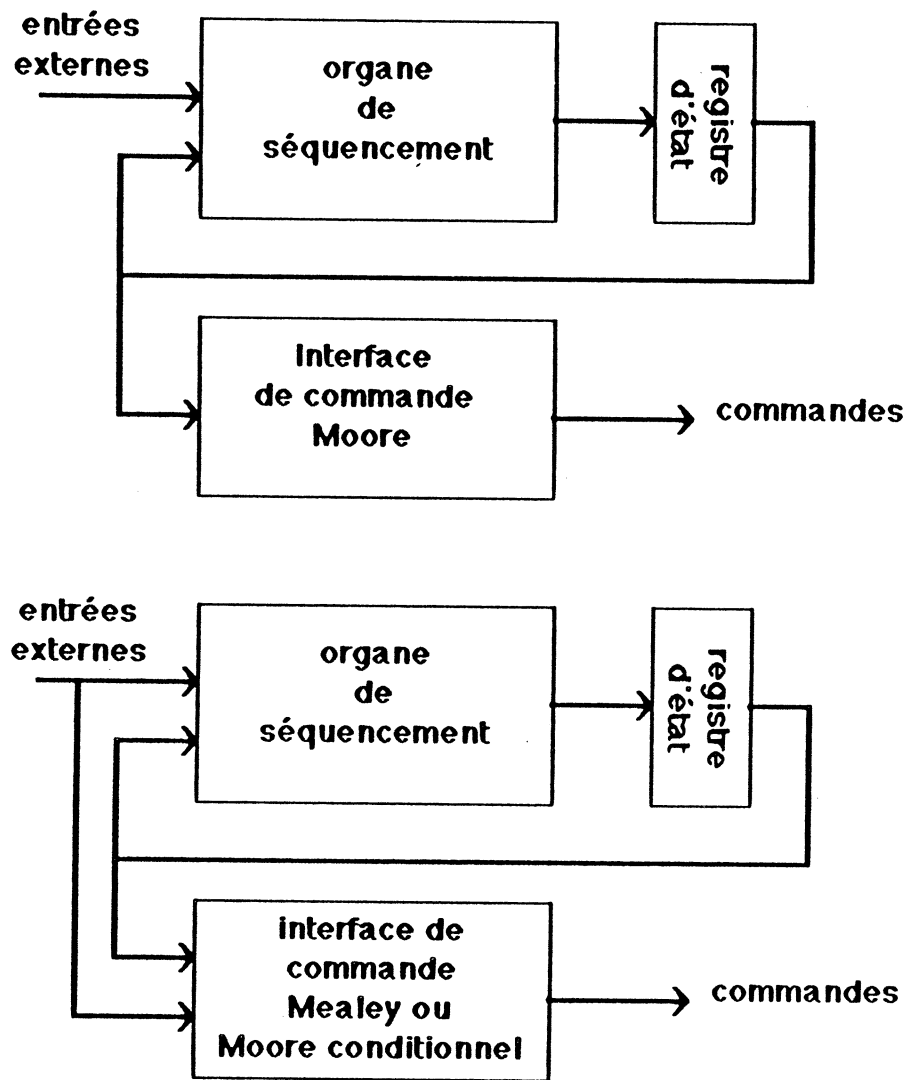 entrées
externes
organe
de
séquencement
registre
d'état
Interface
de commande
Moore
commandes
entrées
externes
organe
de
séquencement
registre
d'état
interface de
commande
Mealey ou
Moore conditionnel
commandes